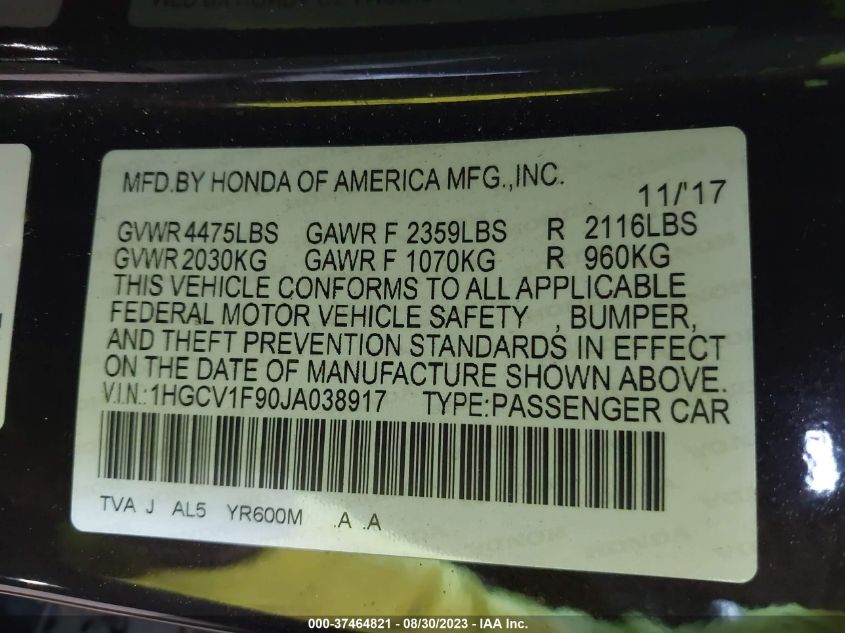 MFD.BY HONDA OF AMERICA MFG.,INC. 11/'17
GVWR 4475LBS GAWR F 2359LBS R 2116LBS
GVWR 2030KG GAWR F 1070KG R 960KG
THIS VEHICLE CONFORMS TO ALL APPLICABLE
FEDERAL MOTOR VEHICLE SAFETY , BUMPER,
AND THEFT PREVENTION STANDARDS IN EFFECT
ON THE DATE OF MANUFACTURE SHOWN ABOVE.
V.I.N.:1HGCV1F90JA038917 TYPE:PASSENGER CAR
TVA J AL5 YR600M .A .A
000-37464821 - 08/30/2023 - IAA Inc.